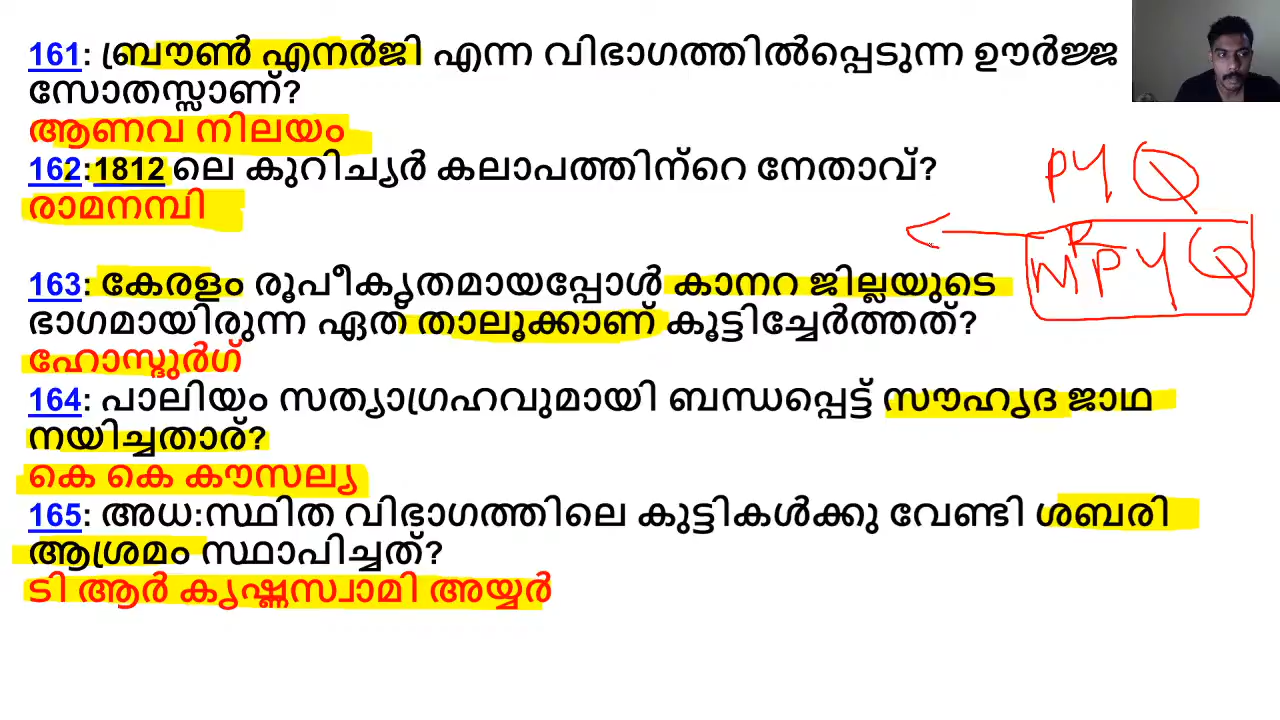 161: ബ്രൗൺ എനർജി എന്ന വിഭാഗത്തിൽപ്പെടുന്ന ഊർജ്ജ
സോതസ്സാണ്?
ആണവ നിലയം
162:1812 ലെ കുറിച്യർ കലാപത്തിന്റെ നേതാവ്?
രാമനമ്പി
PYQ
R
MPYQ
163: കേരളം രൂപീകൃതമായപ്പോൾ കാനറ ജില്ലയുടെ
ഭാഗമായിരുന്ന ഏത് താലൂക്കാണ് കൂട്ടിച്ചേർത്തത്?
ഹോസ്ദുർഗ്
164: പാലിയം സത്യാഗ്രഹവുമായി ബന്ധപ്പെട്ട് സൗഹൃദ ജാഥ
നയിച്ചതാര്?
കെ കെ കൗസല്യ
165: അധ:സ്ഥിത വിഭാഗത്തിലെ കുട്ടികൾക്കു വേണ്ടി ശബരി
ആശ്രമം സ്ഥാപിച്ചത്?
ടി ആർ കൃഷ്ണസ്വാമി അയ്യർ